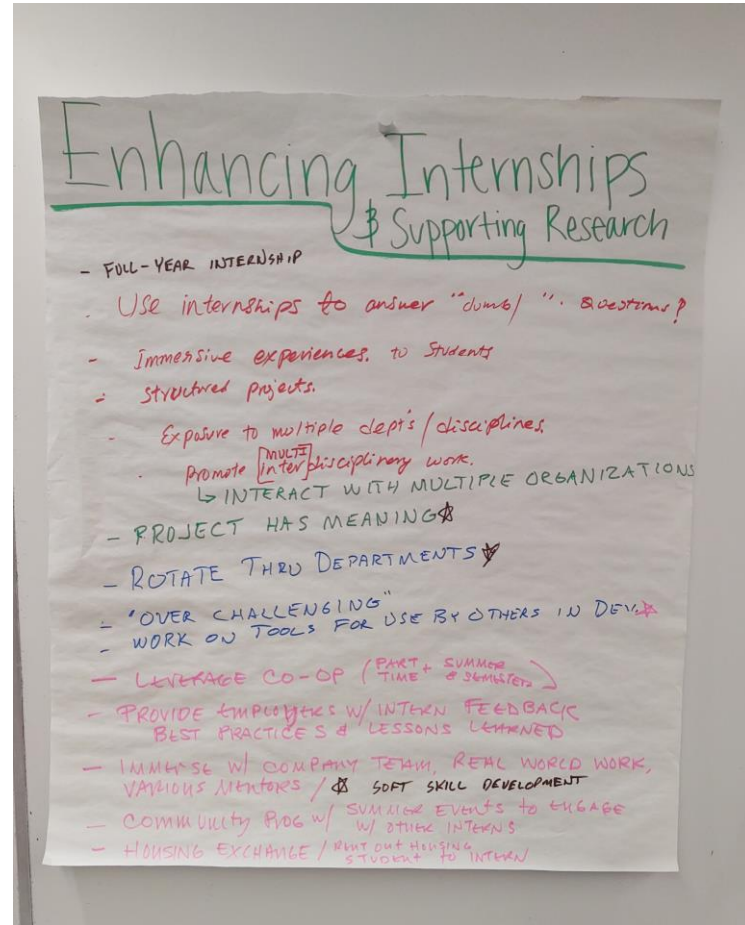 Enhancing Internships
& Supporting Research
- FULL-YEAR INTERNSHIP
. Use internships to answer "dumb/ ". Questions?
- Immersive experiences. to Students
- Structured projects.
- Exposure to multiple dept's / disciplines.
. Promote [inter] disciplinary work.
MULTI
↳ INTERACT WITH MULTIPLE ORGANIZATIONS
- PROJECT HAS MEANING ☆
- ROTATE THRU DEPARTMENTS ☆
- "OVER CHALLENGING"
- WORK ON TOOLS FOR USE BY OTHERS IN DEV. ☆
- LEVERAGE CO-OP (PART TIME + SUMMER & SEMESTER)
- PROVIDE EMPLOYERS W/ INTERN FEEDBACK
BEST PRACTICES & LESSONS LEARNED
- IMMERSE W/ COMPANY TEAM, REAL WORLD WORK,
VARIOUS MENTORS / ☆ SOFT SKILL DEVELOPMENT
- COMMUNITY PROG W/ SUMMER EVENTS to ENGAGE
W/ OTHER INTERNS
- HOUSING EXCHANGE / RENT OUT HOUSING
STUDENT TO INTERN